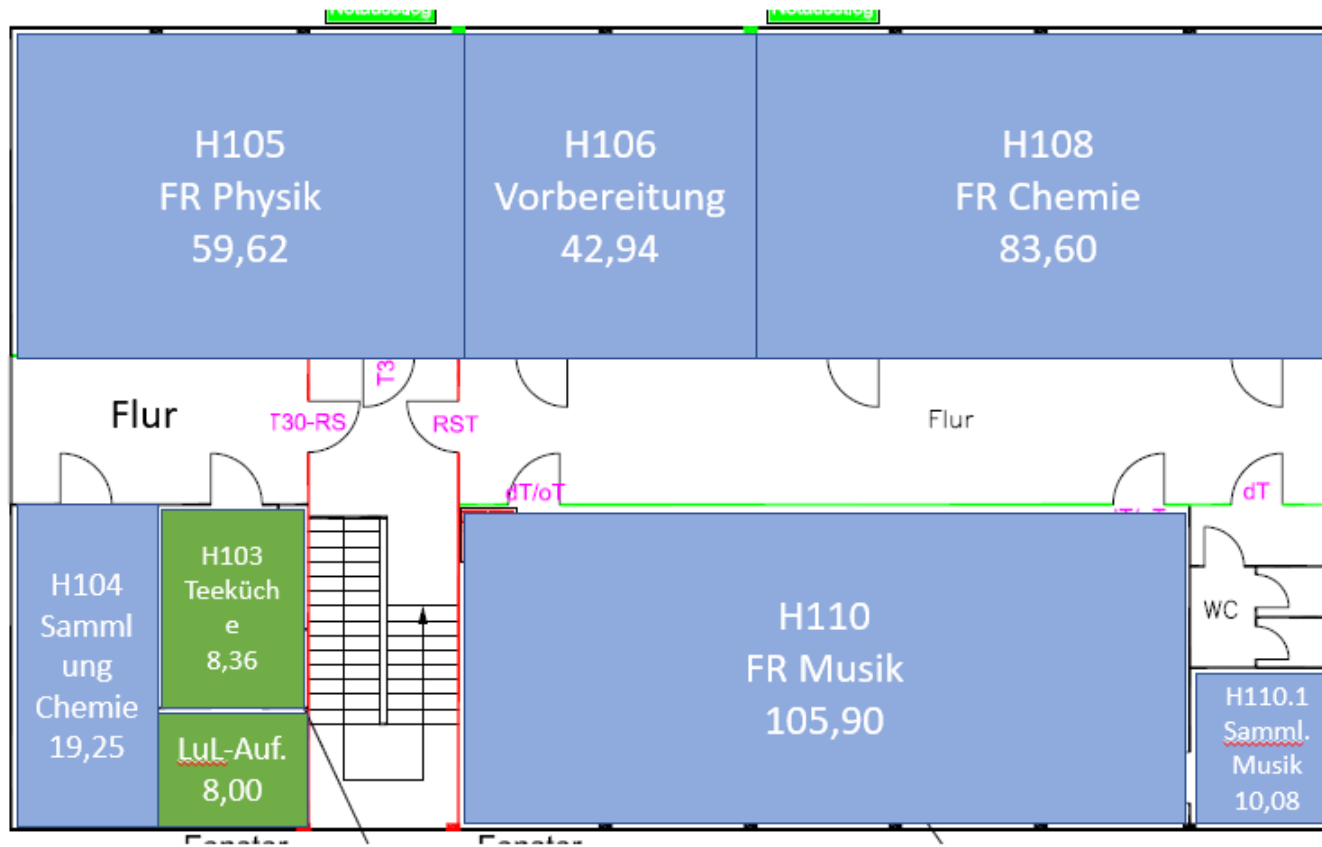 H105
FR Physik
59,62
H106
Vorbereitung
42,94
H108
FR Chemie
83,60
Flur
T30-RS
T3
RST
Flur
dT/oT
dT
H104
Samml
ung
Chemie
19,25
H103
Teeküch
e
8,36
LuL-Auf.
8,00
H110
FR Musik
105,90
WC
H110.1
Samml.
Musik
10,08